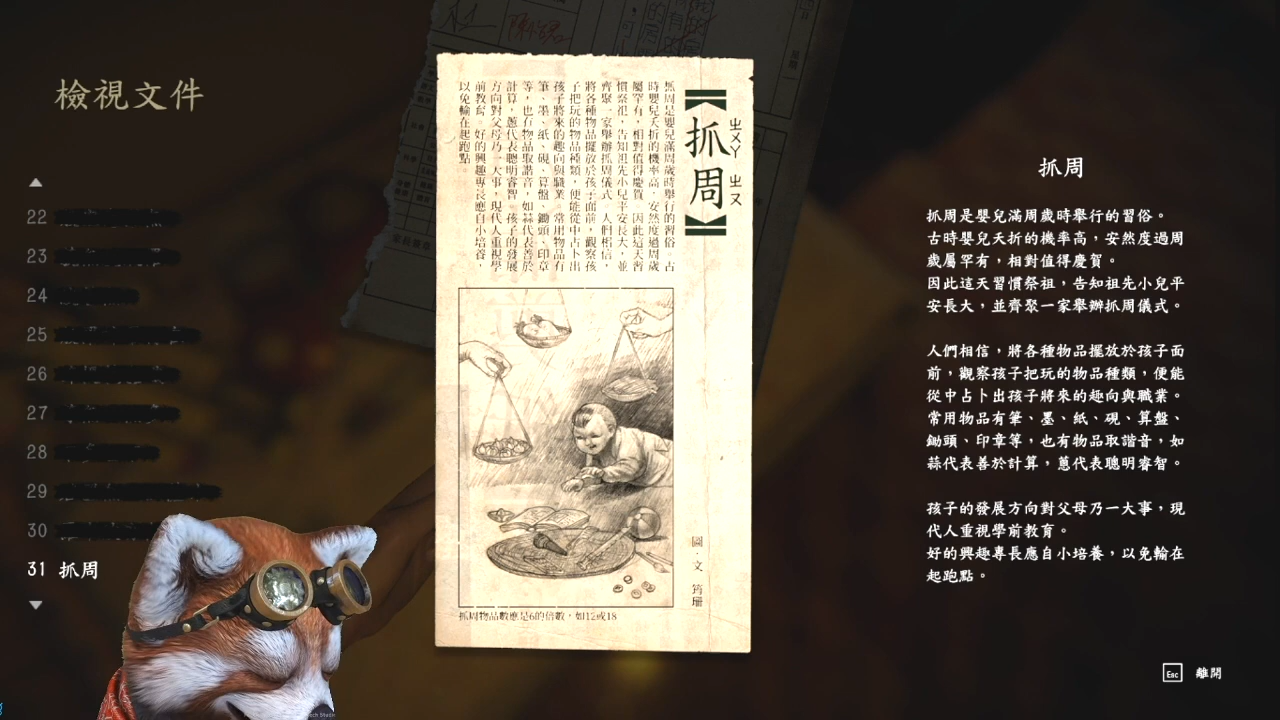 檢視文件
22
23
24
25
26
27
28
29
30
31 抓周
【抓周】
ㄓㄨㄚ ㄓㄡ
抓周是嬰兒滿周歲時舉行的習俗。古
時嬰兒夭折的機率高，安然度過周歲
屬罕有，相對值得慶賀。因此這天習
慣祭祖，告知祖先小兒平安長大，並
齊聚一家舉辦抓周儀式。人們相信，
將各種物品擺放於孩子面前，觀察孩
子把玩的物品種類，便能從中占卜出
孩子將來的趣向與職業。常用物品有
筆、墨、紙、硯、算盤、鋤頭、印章
等，也有物品取諧音，如蒜代表善於
計算，蔥代表聰明睿智。孩子的發展
方向對父母乃一大事，現代人重視學
前教育。好的興趣專長應自小培養，
以免輸在起跑點。
圖．文 筠珊
抓周物品數應是6的倍數，如12或18
抓周
抓周是嬰兒滿周歲時舉行的習俗。
古時嬰兒夭折的機率高，安然度過周
歲屬罕有，相對值得慶賀。
因此這天習慣祭祖，告知祖先小兒平
安長大，並齊聚一家舉辦抓周儀式。
人們相信，將各種物品擺放於孩子面
前，觀察孩子把玩的物品種類，便能
從中占卜出孩子將來的趣向與職業。
常用物品有筆、墨、紙、硯、算盤、
鋤頭、印章等，也有物品取諧音，如
蒜代表善於計算，蔥代表聰明睿智。
孩子的發展方向對父母乃一大事，現
代人重視學前教育。
好的興趣專長應自小培養，以免輸在
起跑點。
Esc 離開